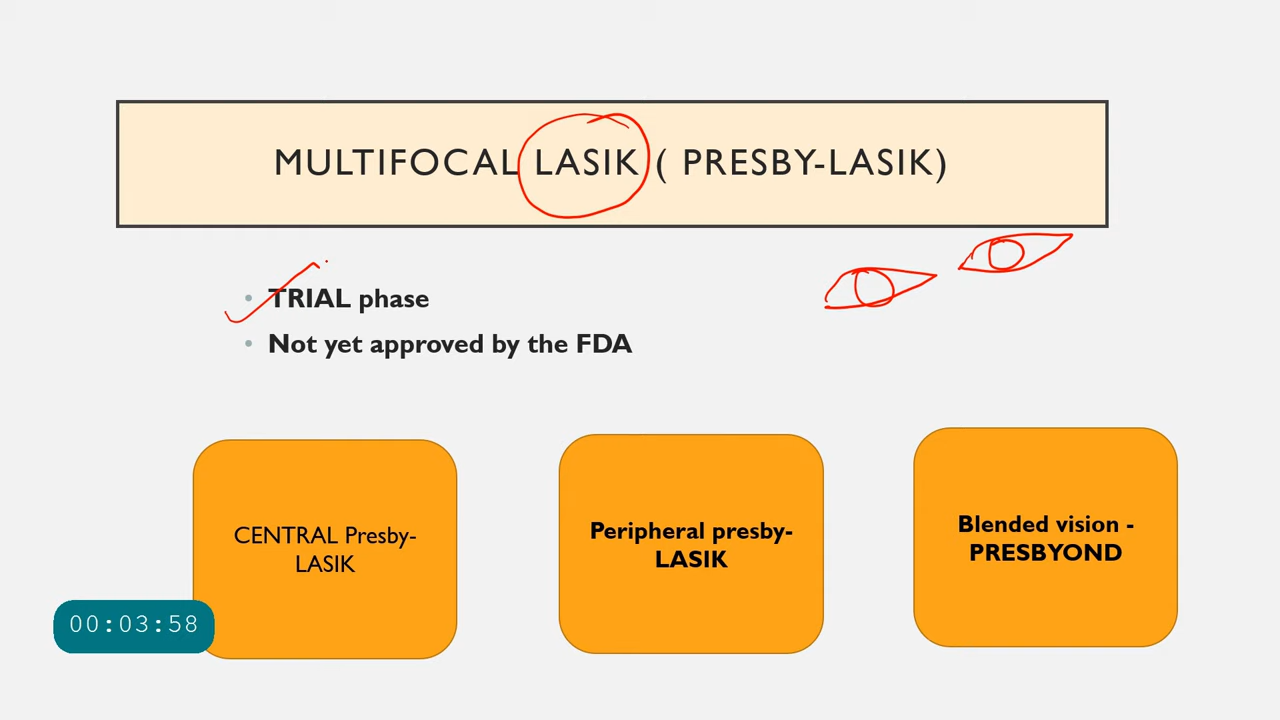 MULTIFOCAL LASIK ( PRESBY-LASIK)
• TRIAL phase
• Not yet approved by the FDA
CENTRAL Presby-
LASIK
Peripheral presby-
LASIK
Blended vision -
PRESBYOND
00:03:58